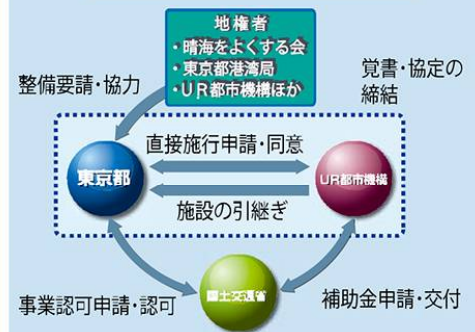 地権者
・晴海をよくする会
・東京都港湾局
・UR都市機構ほか
整備要請・協力
覚書・協定の
締結
直接施行申請・同意
東京都
UR都市機構
施設の引継ぎ
国土交通省
事業認可申請・認可
補助金申請・交付